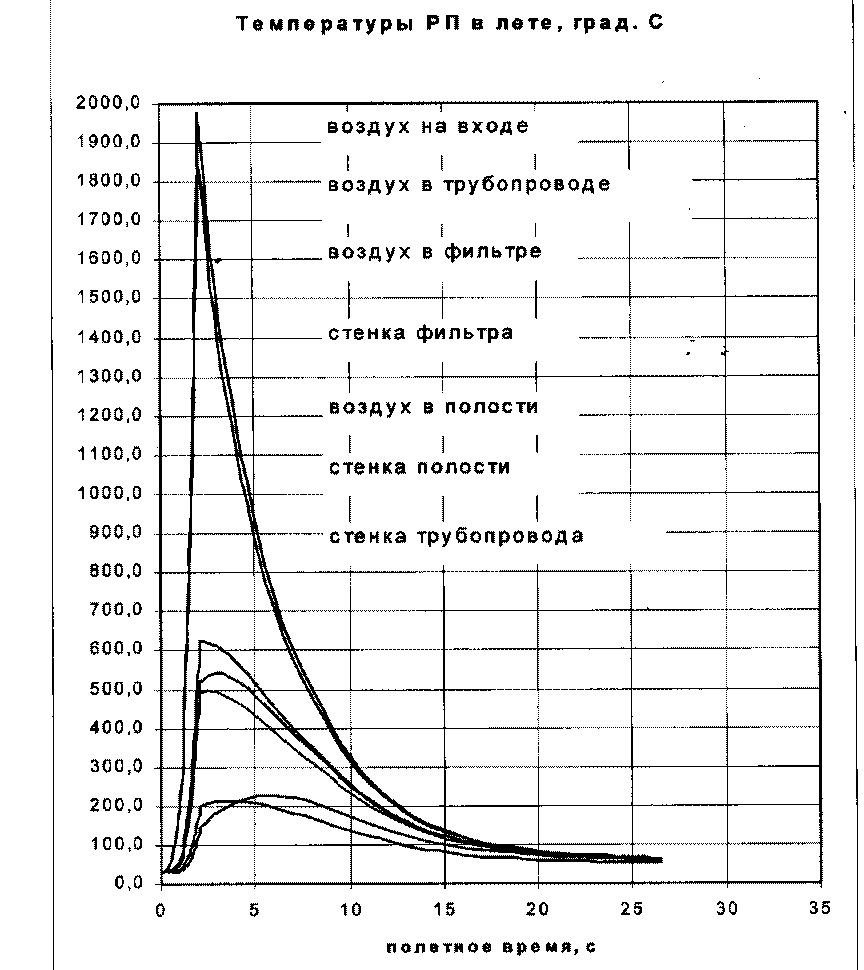 Температуры РП в лете, град. С
2000,0
1900,0
1800,0
1700,0
1600,0
1500,0
1400,0
1300,0
1200,0
1100,0
1000,0
900,0
800,0
700,0
600,0
500,0
400,0
300,0
200,0
100,0
0,0
воздух на входе
воздух в трубопроводе
воздух в фильтре
стенка фильтра
воздух в полости
стенка полости
стенка трубопровода
0 5 10 15 20 25 30 35
полетное время, с